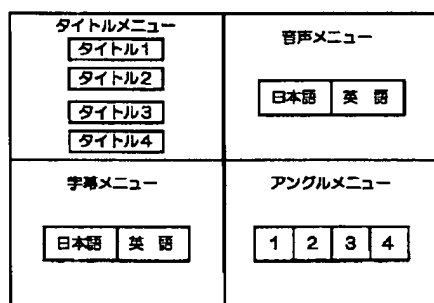 タイトルメニュー
タイトル1
タイトル2
タイトル3
タイトル4
音声メニュー
日本語 英 語
字幕メニュー
日本語 英 語
アングルメニュー
1 2 3 4